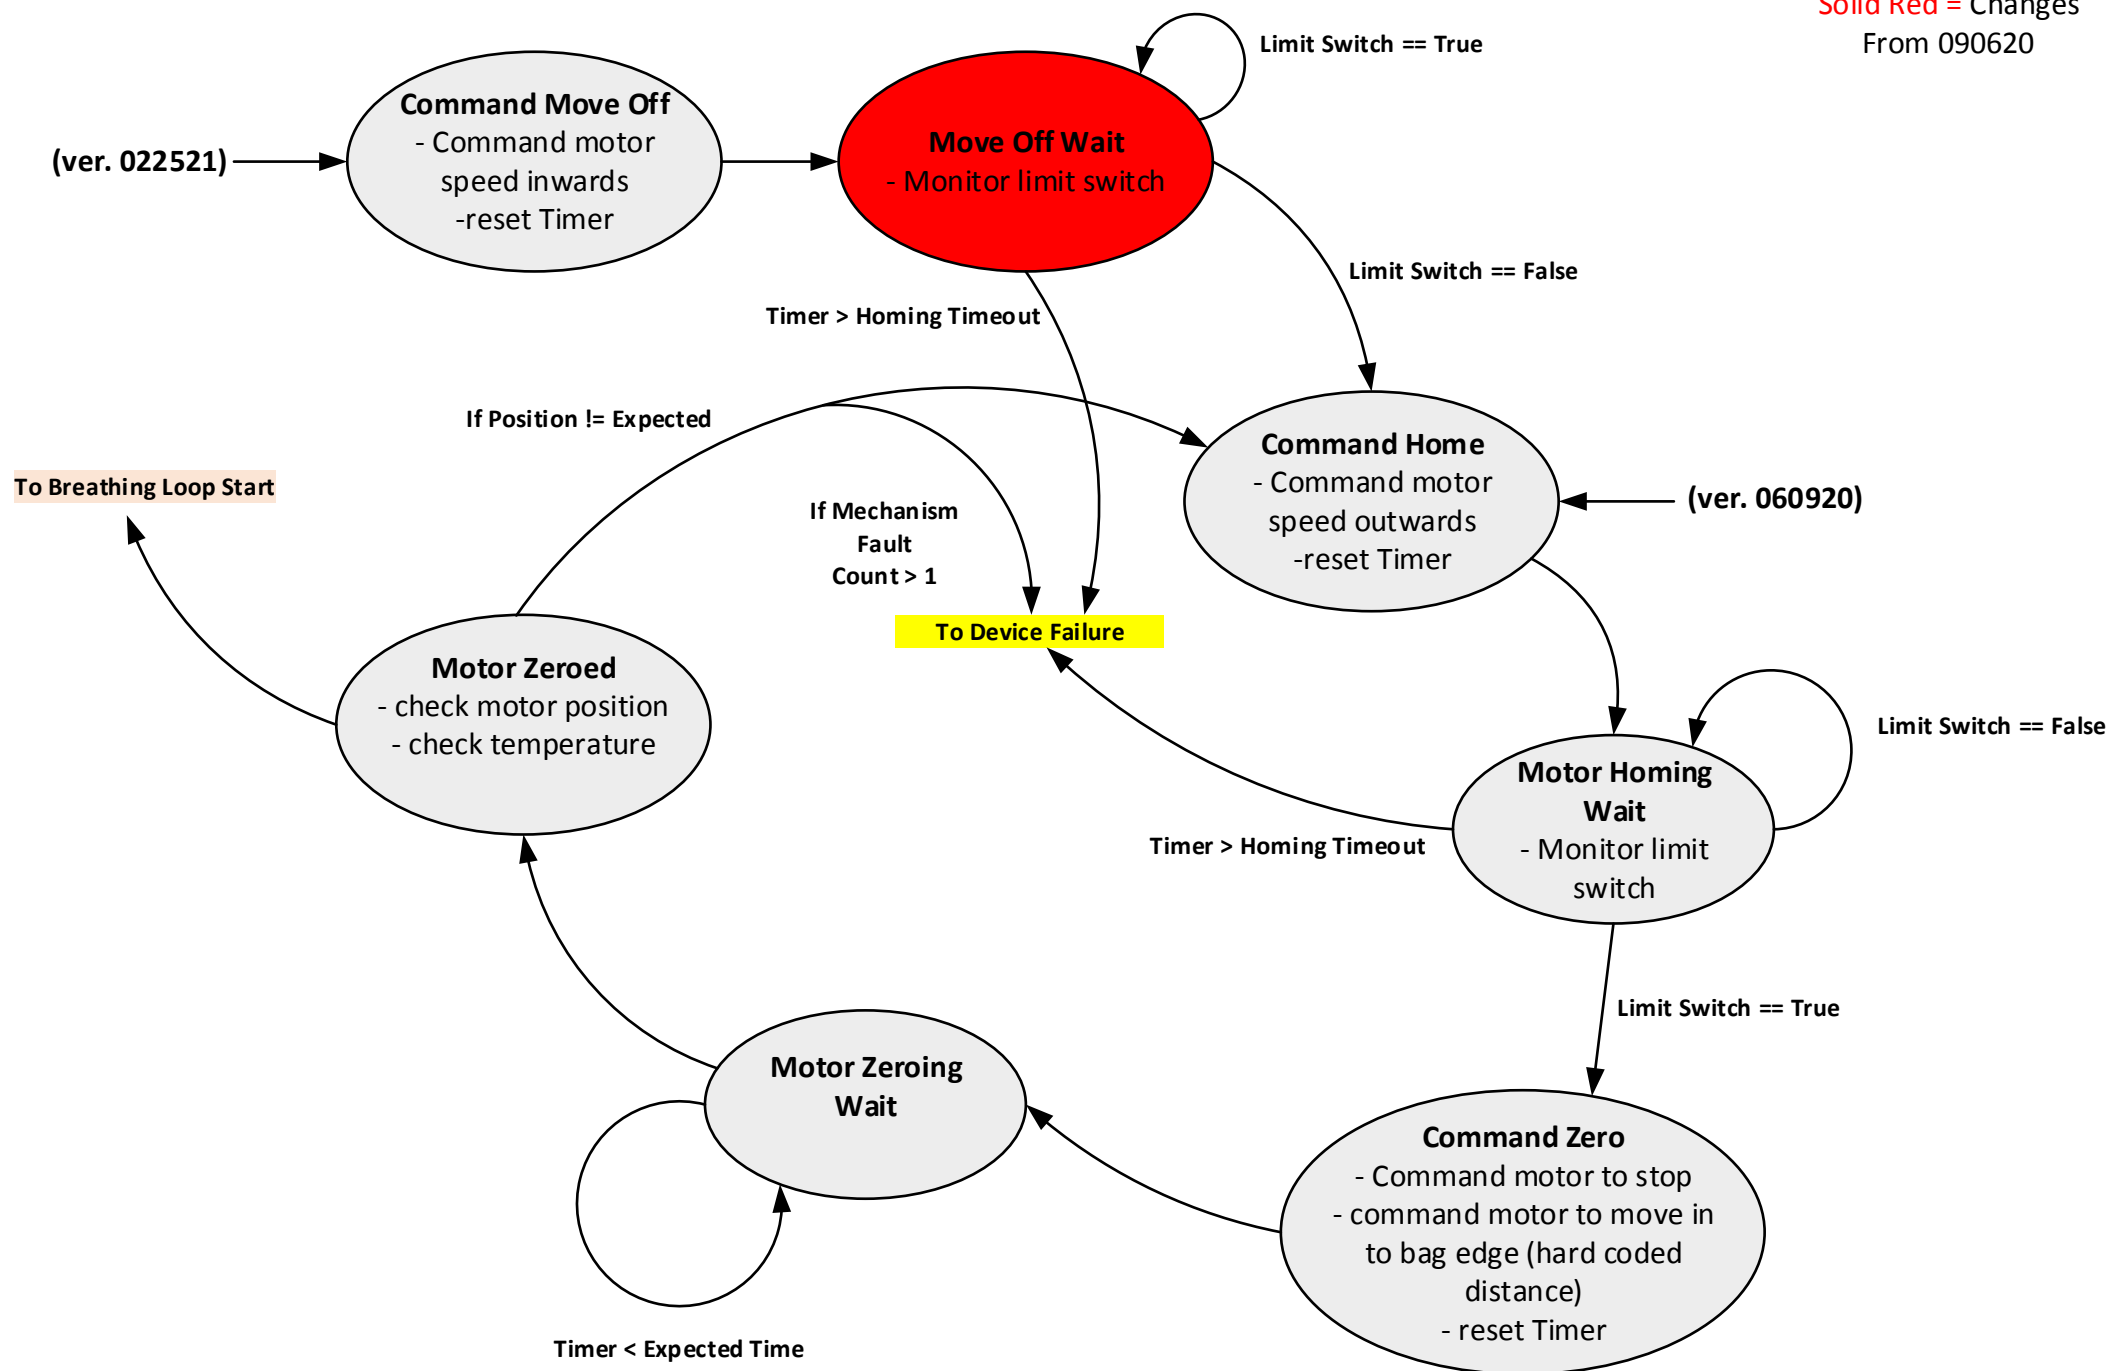 Solid Red = Changes
From 090620
Limit Switch == True
Command Move Off
- Command motor
speed inwards
-reset Timer
(ver. 022521)
Move Off Wait
- Monitor limit switch
Limit Switch == False
Timer > Homing Timeout
If Position != Expected
To Breathing Loop Start
Command Home
- Command motor
speed outwards
-reset Timer
(ver. 060920)
If Mechanism
Fault
Count > 1
To Device Failure
Motor Zeroed
- check motor position
- check temperature
Limit Switch == False
Motor Homing
Wait
- Monitor limit
switch
Timer > Homing Timeout
Limit Switch == True
Motor Zeroing
Wait
Command Zero
- Command motor to stop
- command motor to move in
to bag edge (hard coded
distance)
- reset Timer
Timer < Expected Time